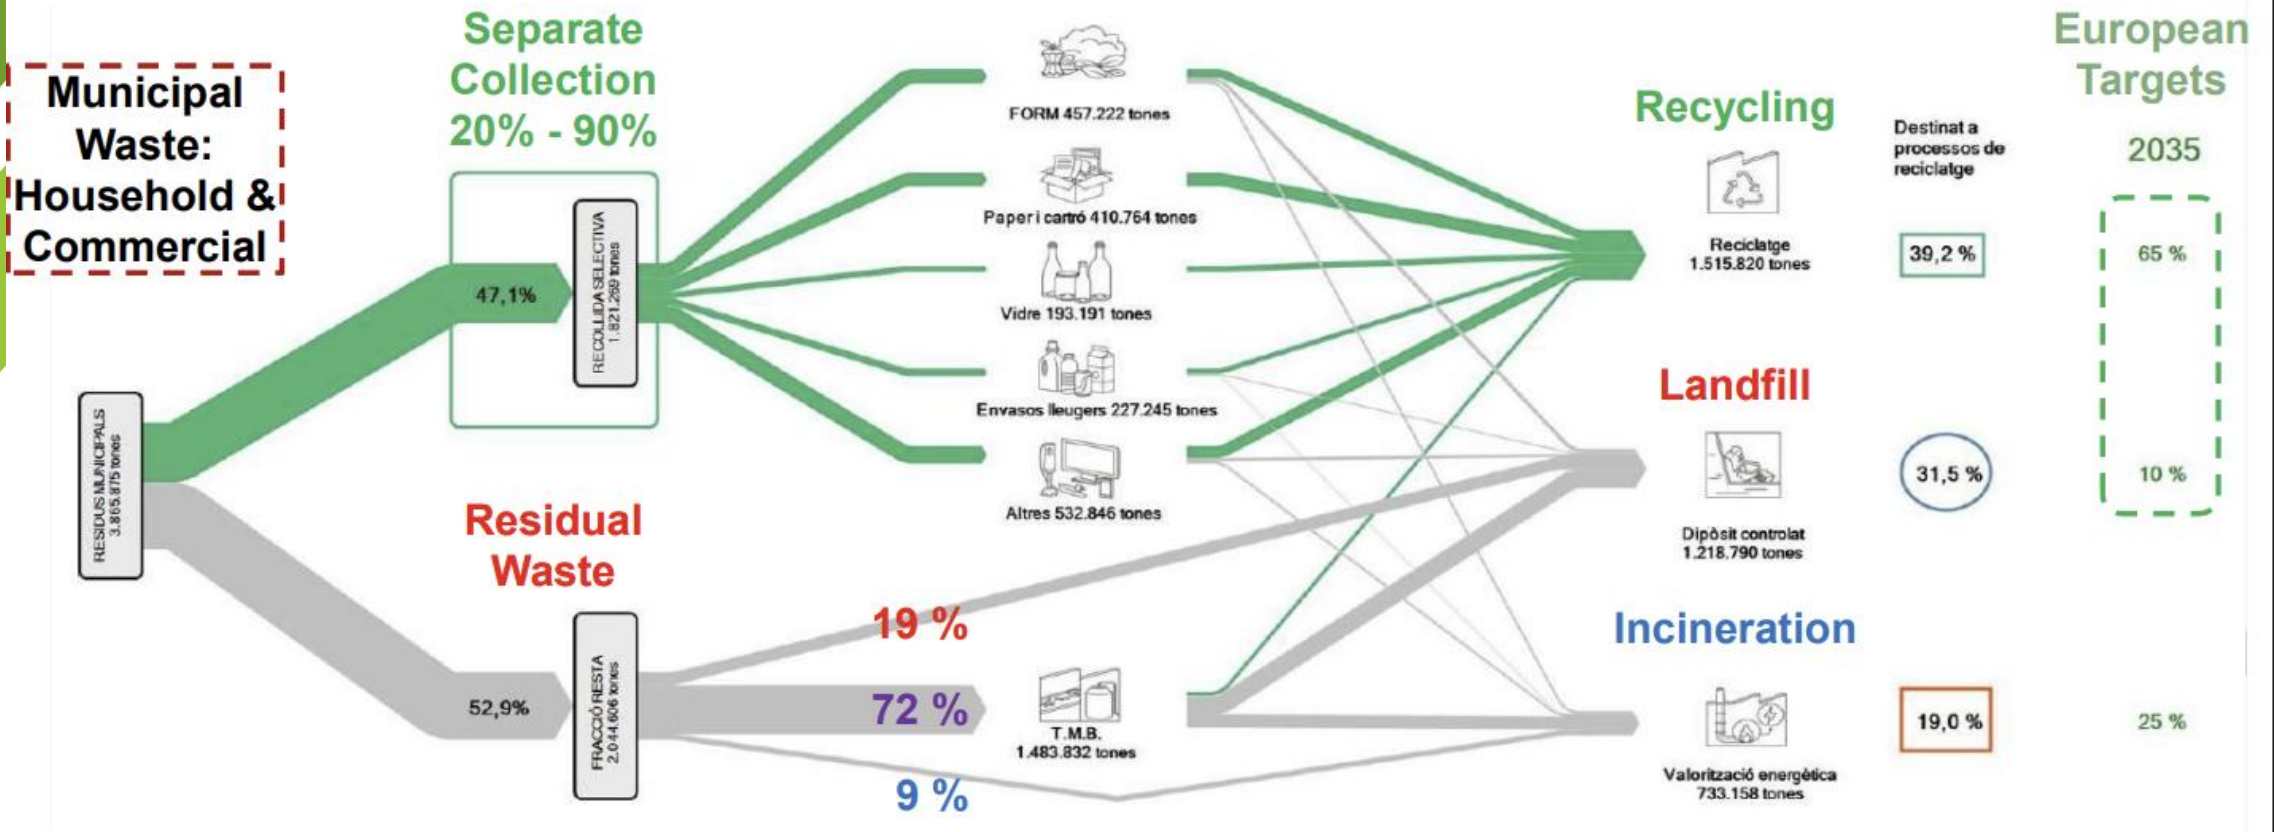 Municipal
Waste:
Household &
Commercial
Separate
Collection
20% - 90%
47,1%
RECOLLIDA SELECTIVA
1.821.269 tones
RESIDUS MUNICIPALS
3.865.875 tones
Residual
Waste
52,9%
FRACCIÓ RESTA
2.044.606 tones
19 %
72 %
9 %
FORM 457.222 tones
Paper i cartró 410.764 tones
Vidre 193.191 tones
Envasos lleugers 227.245 tones
Altres 532.846 tones
T.M.B.
1.483.832 tones
Recycling
Reciclatge
1.515.820 tones
Landfill
Dipòsit controlat
1.218.790 tones
Incineration
Valorització energètica
733.158 tones
Destinat a
processos de
reciclatge
39,2 %
31,5 %
19,0 %
European
Targets
2035
65 %
10 %
25 %